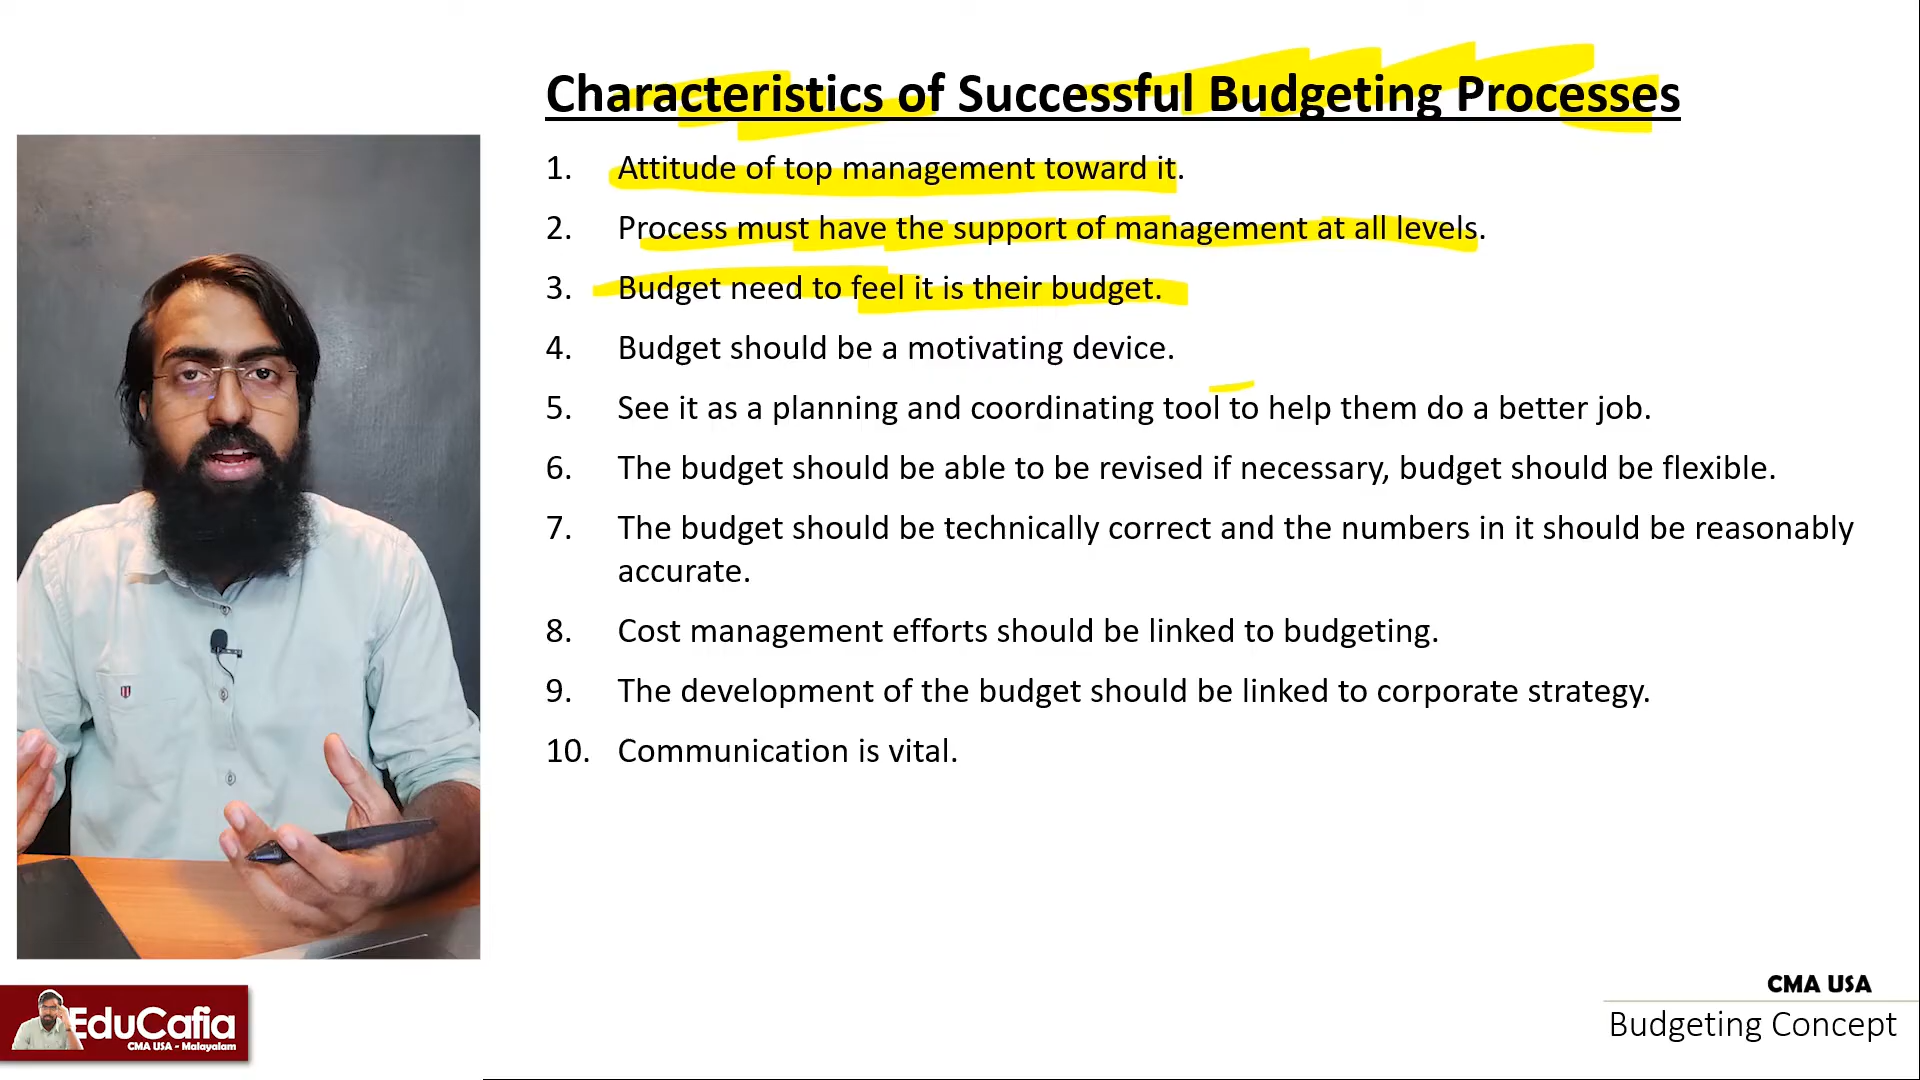 Characteristics of Successful Budgeting Processes
1. Attitude of top management toward it.
2. Process must have the support of management at all levels.
3. Budget need to feel it is their budget.
4. Budget should be a motivating device.
5. See it as a planning and coordinating tool to help them do a better job.
6. The budget should be able to be revised if necessary, budget should be flexible.
7. The budget should be technically correct and the numbers in it should be reasonably
accurate.
8. Cost management efforts should be linked to budgeting.
9. The development of the budget should be linked to corporate strategy.
10. Communication is vital.
EduCafia
CMA USA - Malayalam
CMA USA
Budgeting Concept